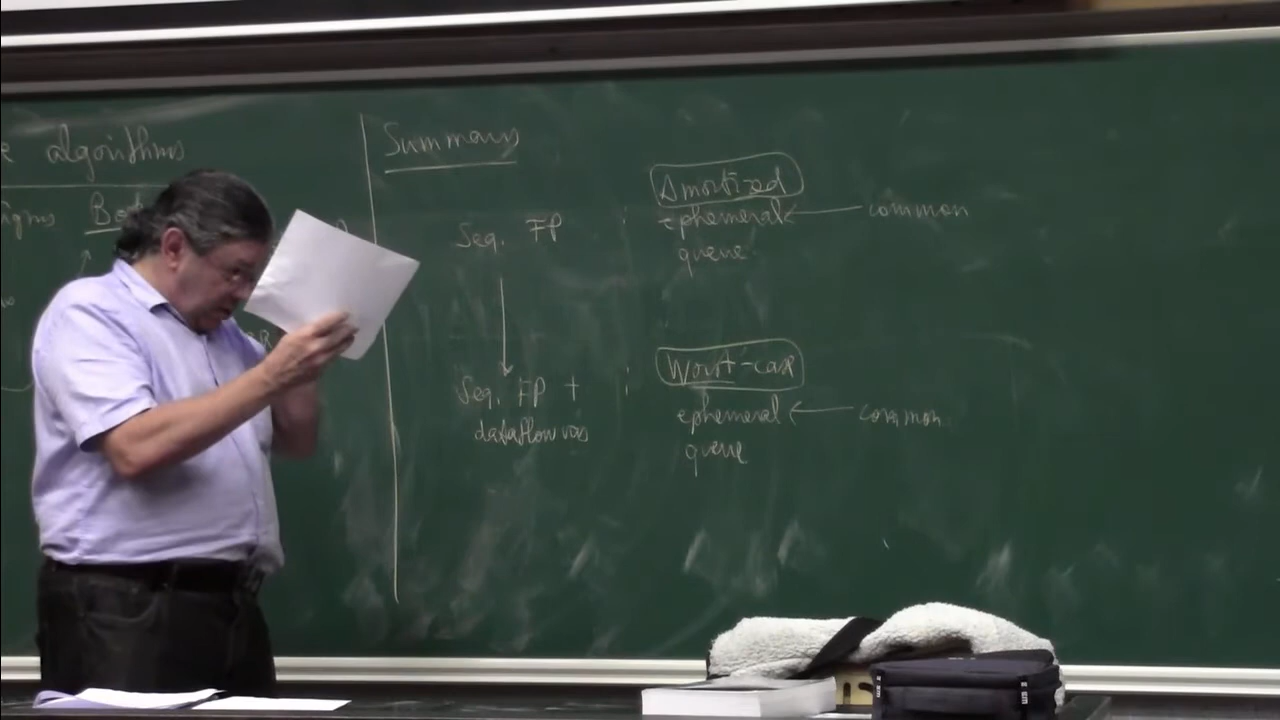 algorithms
Summary
Seq. FP : Amortized
ephemeral ← common
queue
Seq. FP + : Worst-case
dataflow vars ephemeral ← common
queue